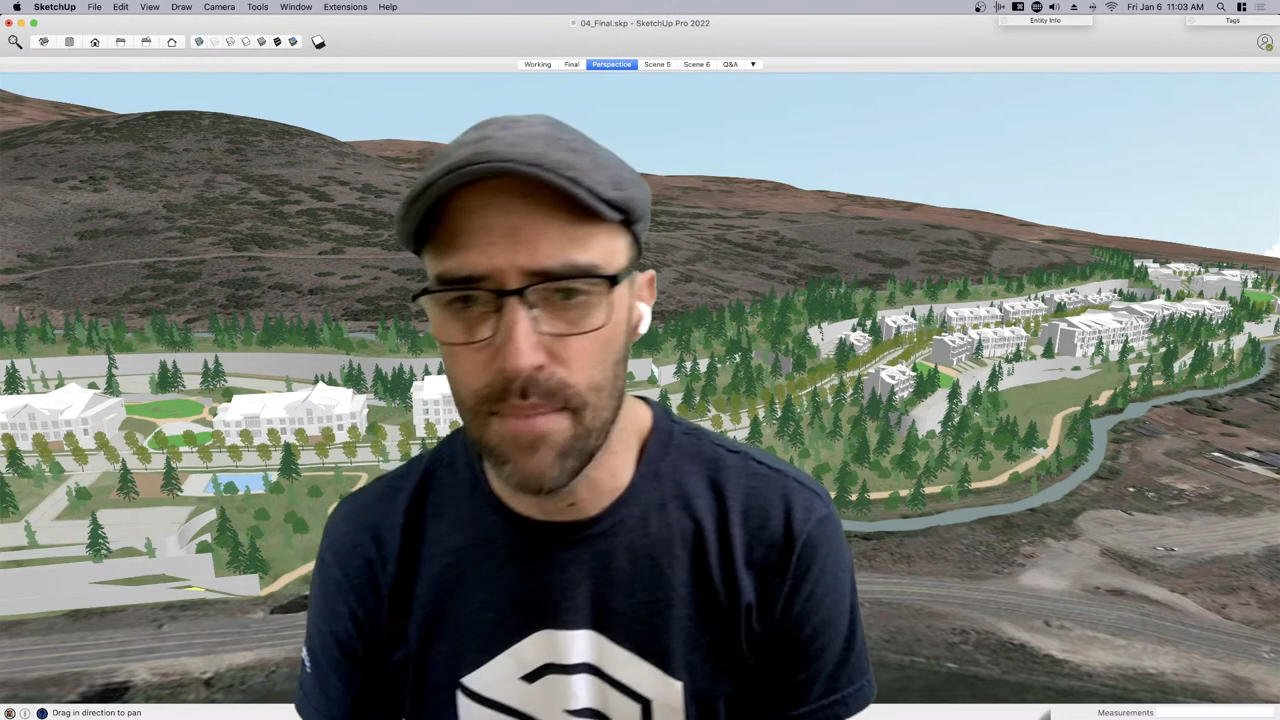 SketchUp File Edit View Draw Camera Tools Window Extensions Help Fri Jan 6 11:03 AM
04_Final.skp - SketchUp Pro 2022
Entity Info
Tags
Working Final Perspectice Scene 5 Scene 6 Q&A
Drag in direction to pan
Measurements